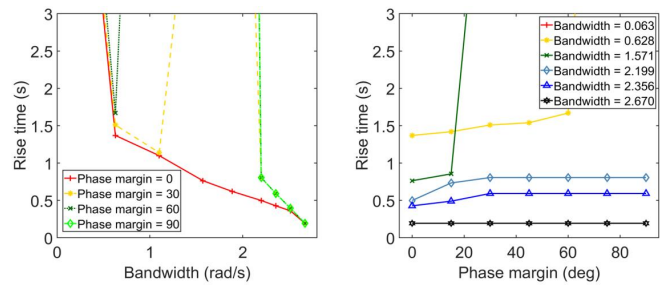 3
2.5
2
1.5
1
0.5
0
Rise time (s)
Phase margin = 0
Phase margin = 30
Phase margin = 60
Phase margin = 90
0
1
2
Bandwidth (rad/s)
3
2.5
2
1.5
1
0.5
0
Rise time (s)
Bandwidth = 0.063
Bandwidth = 0.628
Bandwidth = 1.571
Bandwidth = 2.199
Bandwidth = 2.356
Bandwidth = 2.670
0
20
40
60
80
Phase margin (deg)